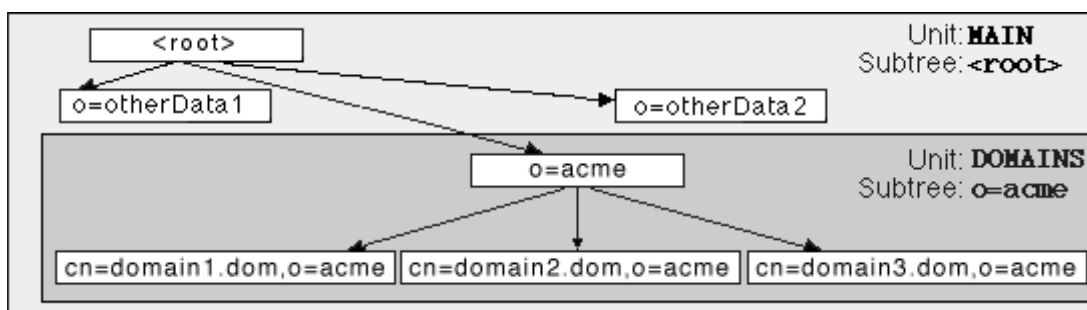 <root>
Unit: MAIN
Subtree: <root>
o=otherData1
o=otherData2
o=acme
Unit: DOMAINS
Subtree: o=acme
cn=domain1.dom,o=acme
cn=domain2.dom,o=acme
cn=domain3.dom,o=acme